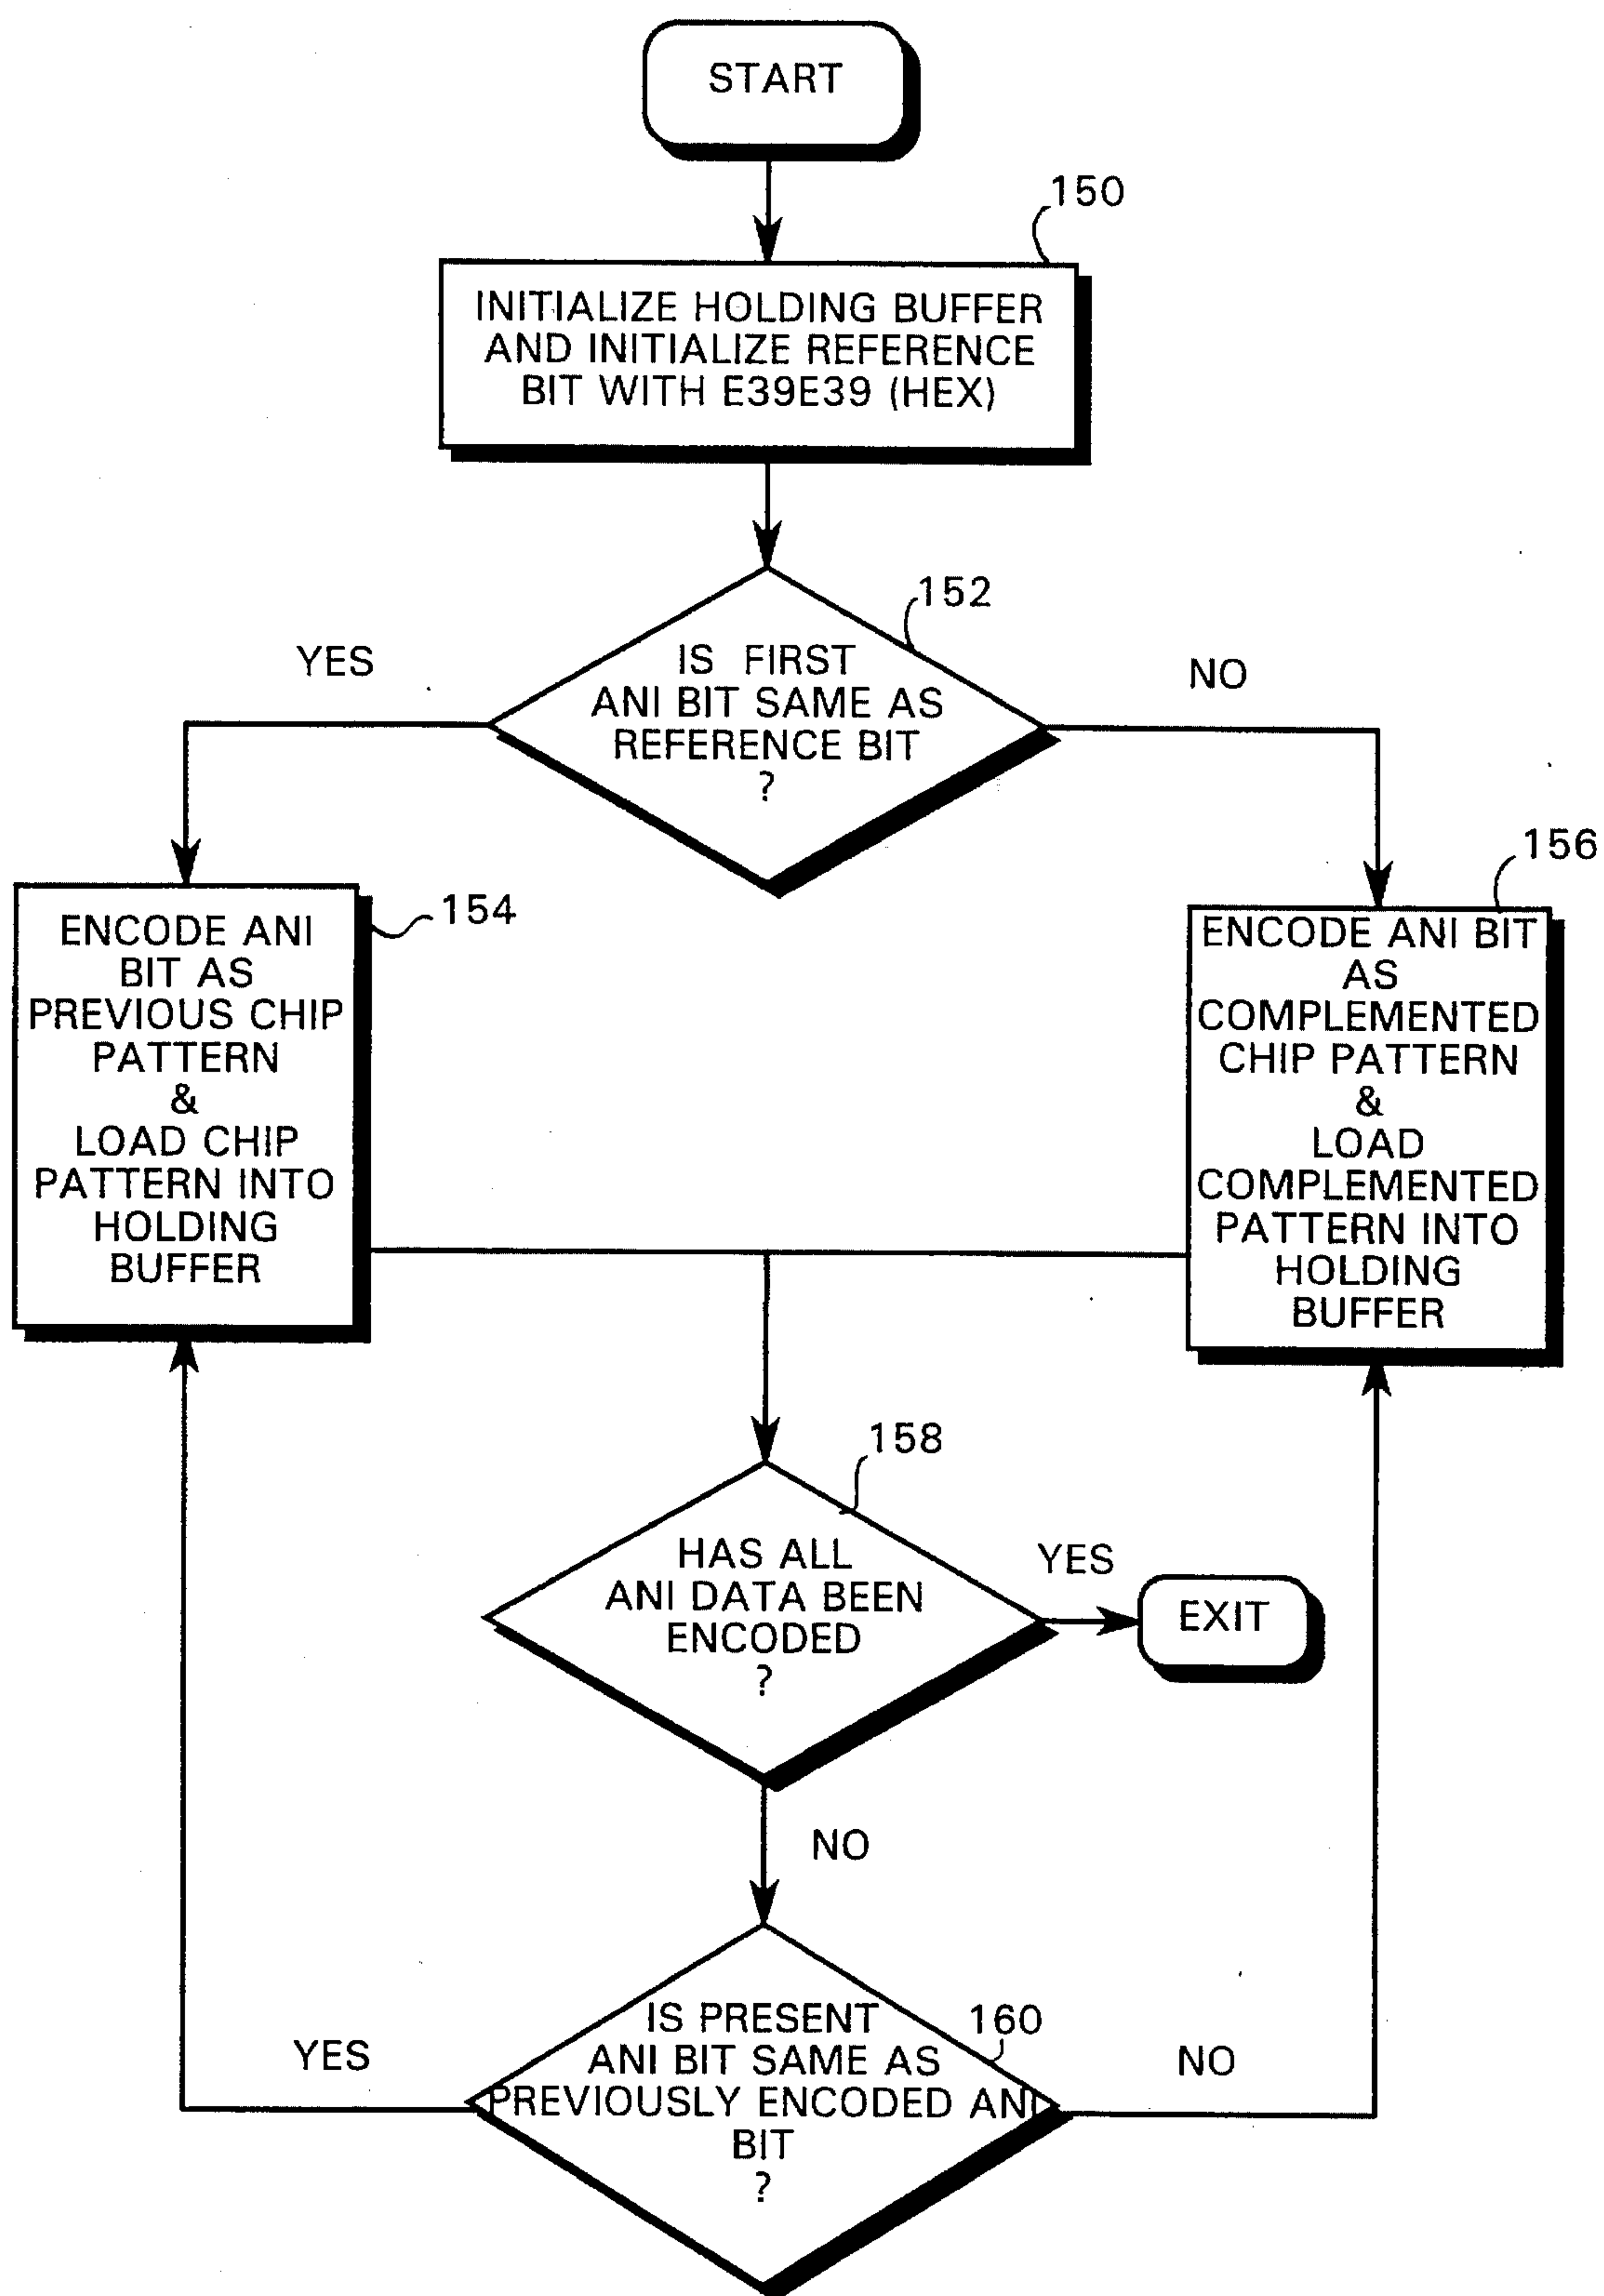 START
150
INITIALIZE HOLDING BUFFER
AND INITIALIZE REFERENCE
BIT WITH E39E39 (HEX)
152
IS FIRST
ANI BIT SAME AS
REFERENCE BIT
?
YES
NO
154
ENCODE ANI
BIT AS
PREVIOUS CHIP
PATTERN
&
LOAD CHIP
PATTERN INTO
HOLDING
BUFFER
156
ENCODE ANI BIT
AS
COMPLEMENTED
CHIP PATTERN
&
LOAD
COMPLEMENTED
PATTERN INTO
HOLDING
BUFFER
158
HAS ALL
ANI DATA BEEN
ENCODED
?
YES
EXIT
NO
160
IS PRESENT
ANI BIT SAME AS
PREVIOUSLY ENCODED ANI
BIT
?
YES
NO